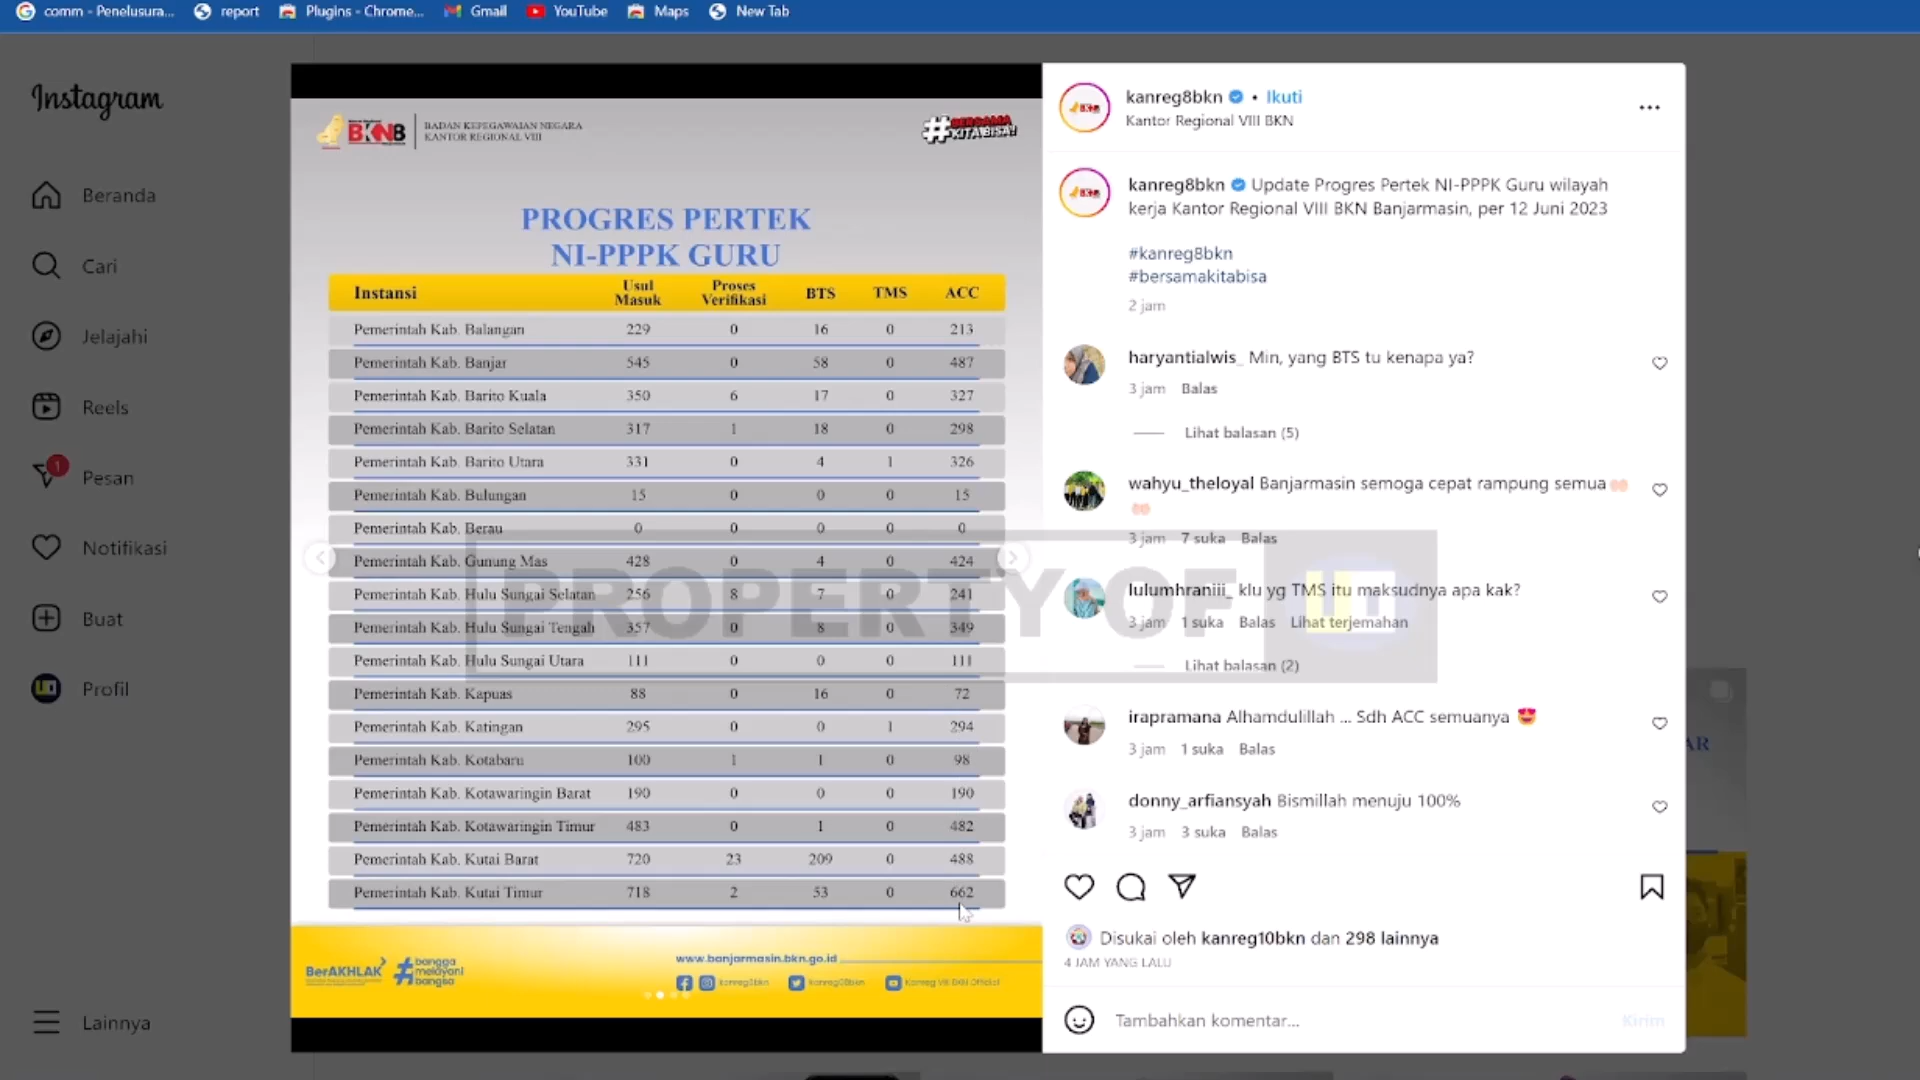 comm - Penelusura... report Plugins - Chrome... Gmail YouTube Maps New Tab
Instagram
Beranda
Cari
Jelajahi
Reels
1
Pesan
Notifikasi
Buat
Profil
Lainnya
BKN8
BADAN KEPEGAWAIAN NEGARA
KANTOR REGIONAL VIII
#BERSAMA
KITABISA!
PROGRES PERTEK
NI-PPPK GURU
Instansi Usul Masuk Proses Verifikasi BTS TMS ACC
Pemerintah Kab. Balangan 229 0 16 0 213
Pemerintah Kab. Banjar 545 0 58 0 487
Pemerintah Kab. Barito Kuala 350 6 17 0 327
Pemerintah Kab. Barito Selatan 317 1 18 0 298
Pemerintah Kab. Barito Utara 331 0 4 1 326
Pemerintah Kab. Bulungan 15 0 0 0 15
Pemerintah Kab. Berau 0 0 0 0 0
Pemerintah Kab. Gunung Mas 428 0 4 0 424
Pemerintah Kab. Hulu Sungai Selatan 256 8 7 0 241
Pemerintah Kab. Hulu Sungai Tengah 357 0 8 0 349
Pemerintah Kab. Hulu Sungai Utara 111 0 0 0 111
Pemerintah Kab. Kapuas 88 0 16 0 72
Pemerintah Kab. Katingan 295 0 0 1 294
Pemerintah Kab. Kotabaru 100 1 1 0 98
Pemerintah Kab. Kotawaringin Barat 190 0 0 0 190
Pemerintah Kab. Kotawaringin Timur 483 0 1 0 482
Pemerintah Kab. Kutai Barat 720 23 209 0 488
Pemerintah Kab. Kutai Timur 718 2 53 0 662
PROPERTY OF
BerAKHLAK
#bangga
melayani
bangsa
www.banjarmasin.bkn.go.id
kanreg8bkn kanreg08bkn Kanreg VIII BKN Official
kanreg8bkn • Ikuti
Kantor Regional VIII BKN
...
kanreg8bkn Update Progres Pertek NI-PPPK Guru wilayah
kerja Kantor Regional VIII BKN Banjarmasin, per 12 Juni 2023
#kanreg8bkn
#bersamakitabisa
2 jam
haryantialwis_ Min, yang BTS tu kenapa ya?
3 jam Balas
Lihat balasan (5)
wahyu_theloyal Banjarmasin semoga cepat rampung semua🤲🏻
🤲🏻
3 jam 7 suka Balas
lulumhraniii_ klu yg TMS itu maksudnya apa kak?
3 jam 1 suka Balas Lihat terjemahan
Lihat balasan (2)
irapramana Alhamdulillah ... Sdh ACC semuanya 😍
3 jam 1 suka Balas
donny_arfiansyah Bismillah menuju 100%
3 jam 3 suka Balas
Disukai oleh kanreg10bkn dan 298 lainnya
4 JAM YANG LALU
Tambahkan komentar... Kirim
AR